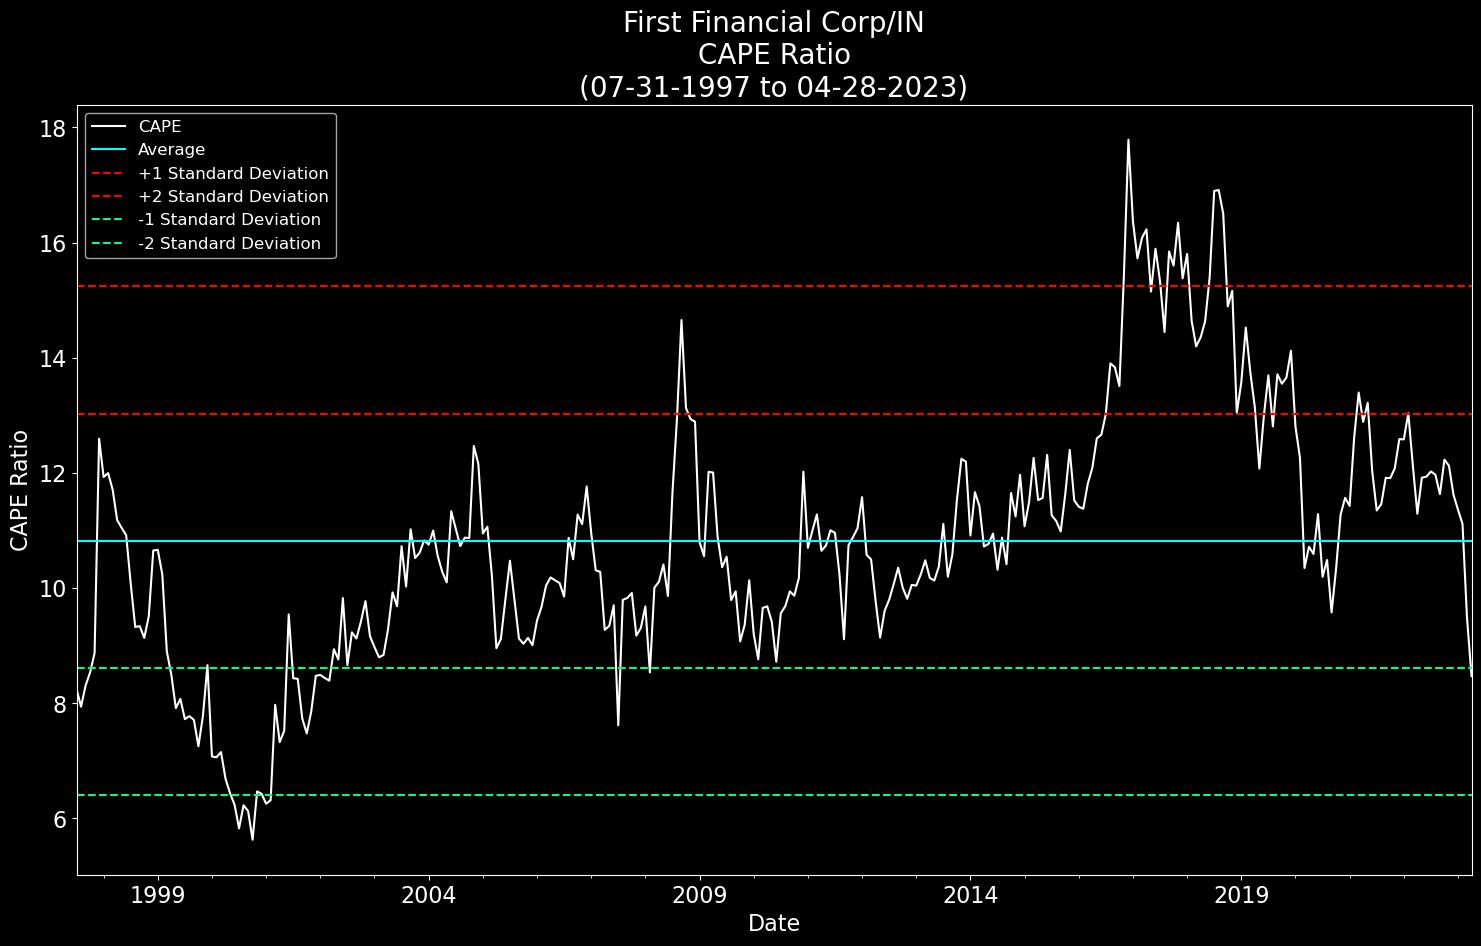 First Financial Corp/IN
CAPE Ratio
(07-31-1997 to 04-28-2023)
CAPE
Average
+1 Standard Deviation
+2 Standard Deviation
-1 Standard Deviation
-2 Standard Deviation
18
16
14
12
10
8
6
CAPE Ratio
1999 2004 2009 2014 2019
Date